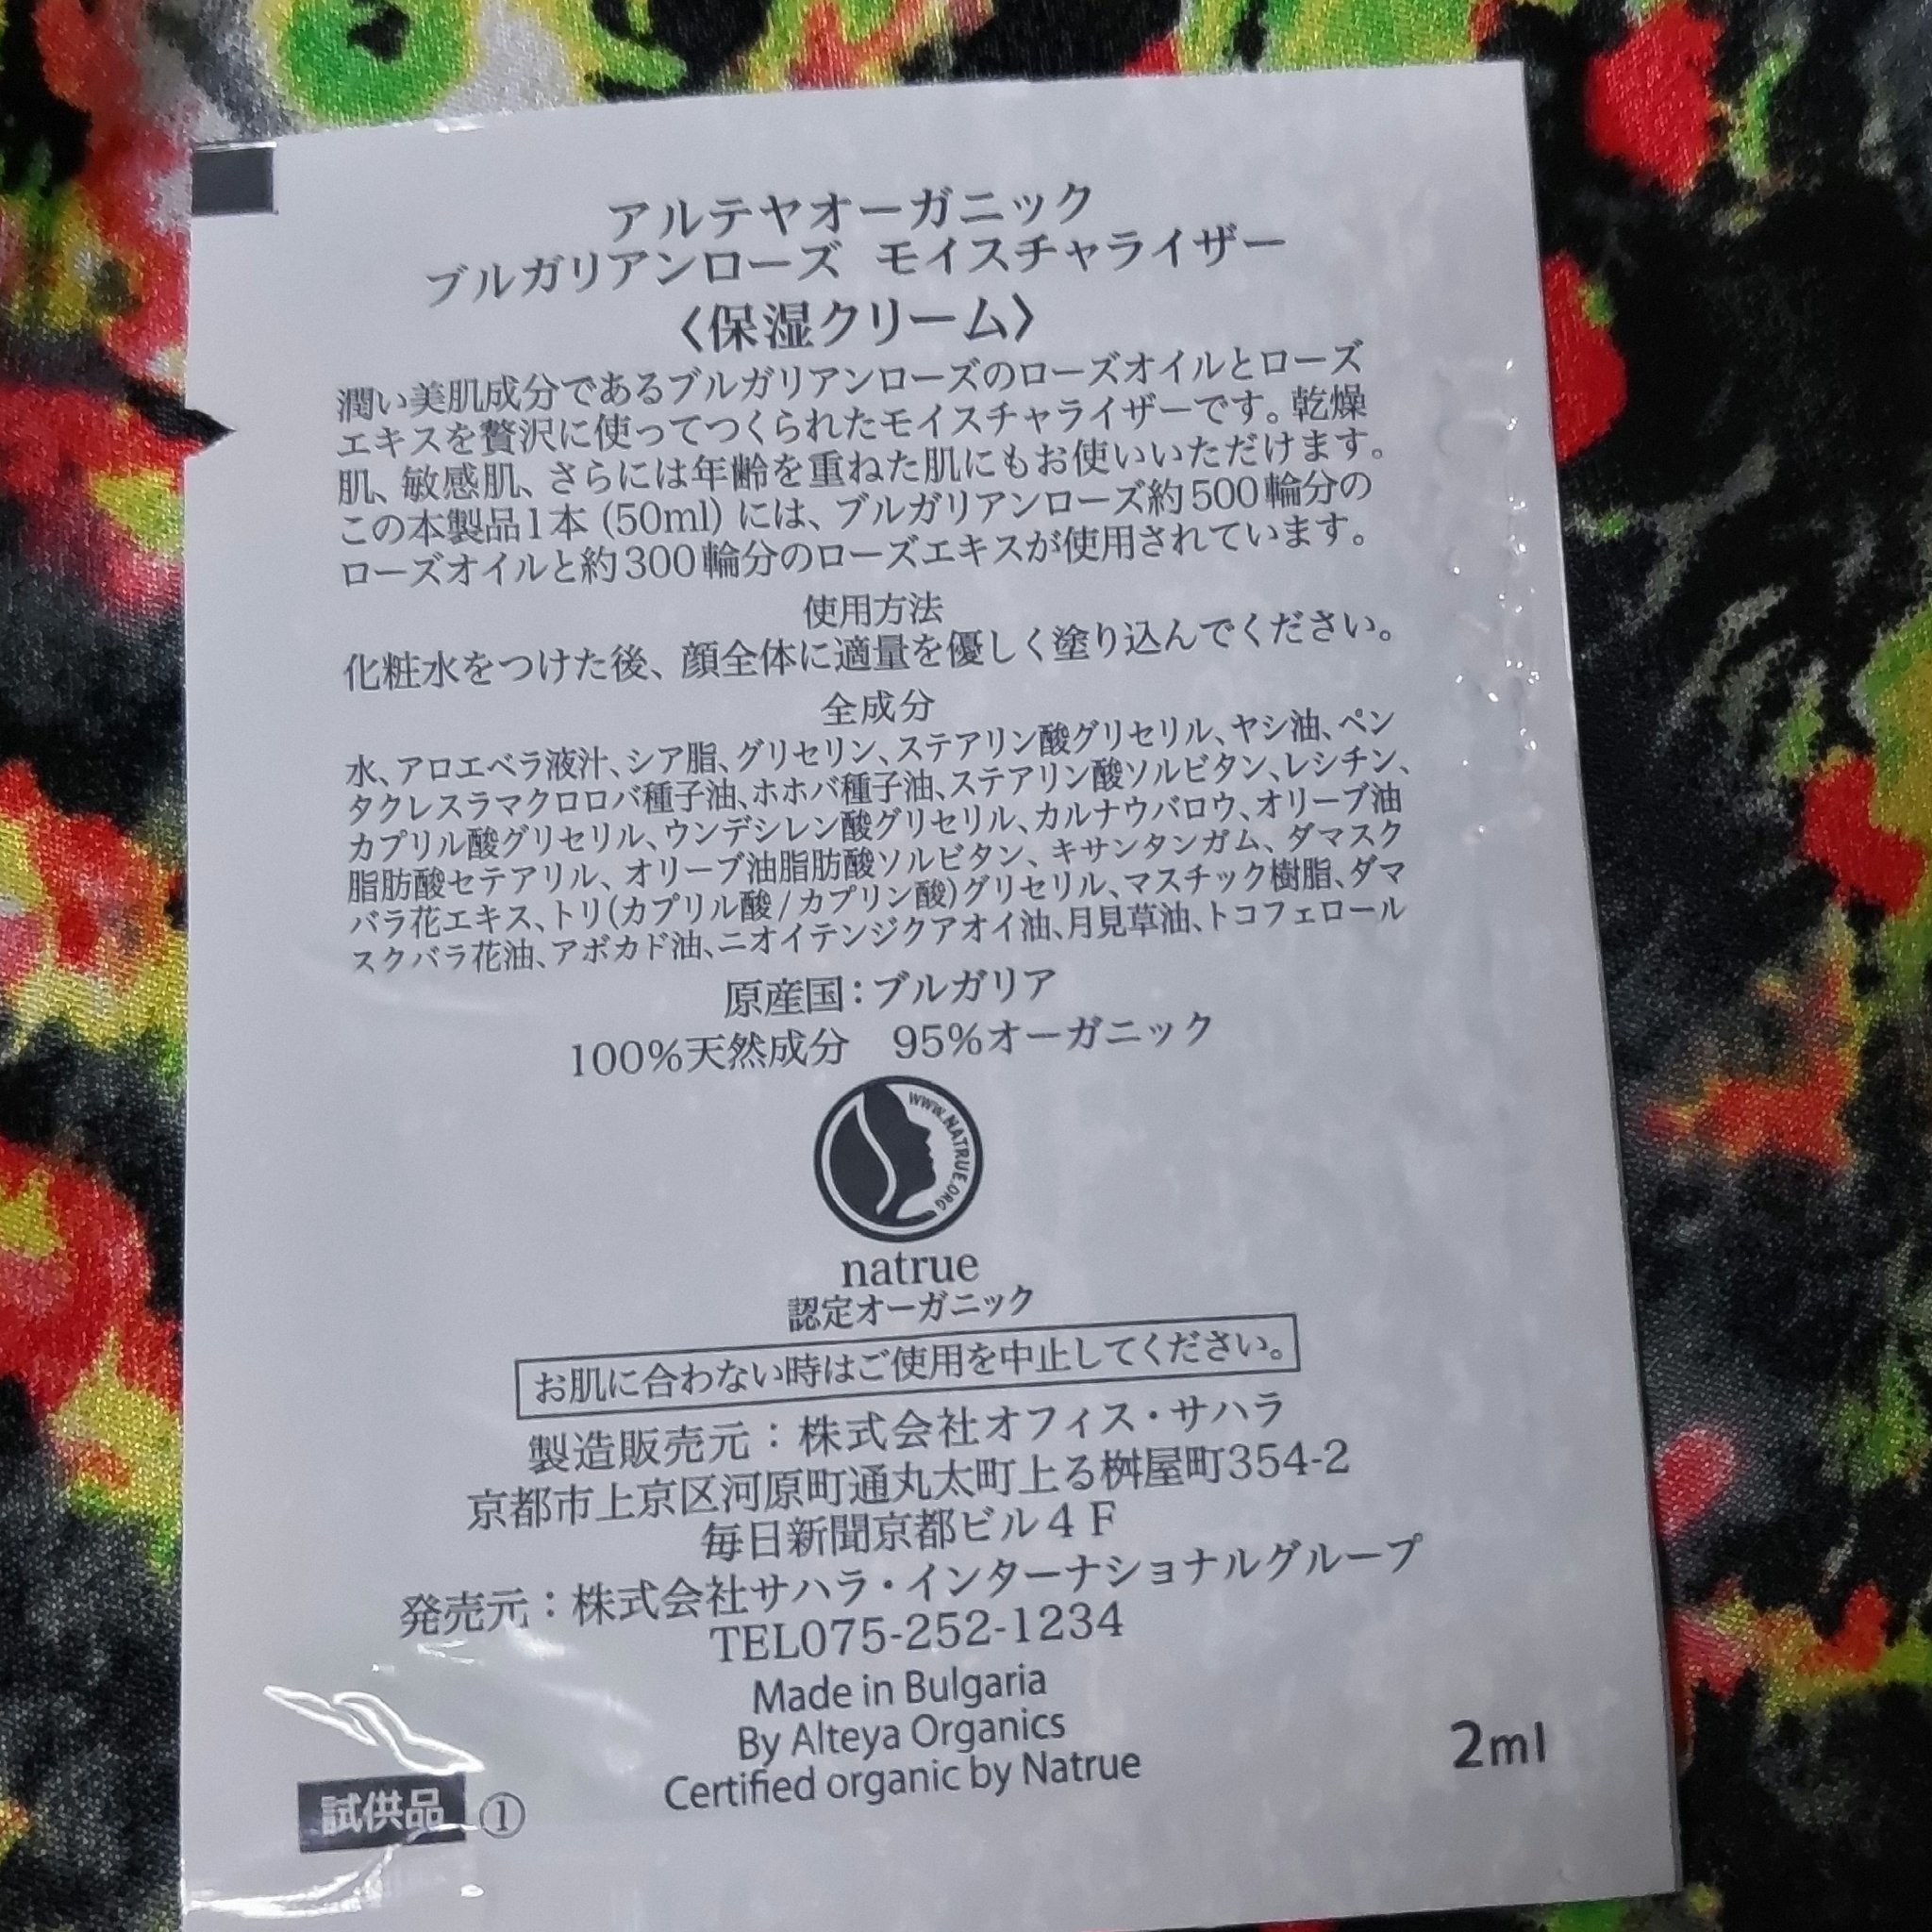 アルテヤオーガニック
ブルガリアンローズ モイスチャライザー
〈保湿クリーム〉
潤い美肌成分であるブルガリアンローズのローズオイルとローズ
エキスを贅沢に使ってつくられたモイスチャライザーです。乾燥
肌、敏感肌、さらには年齢を重ねた肌にもお使いいただけます。
この本製品1本（50ml）には、ブルガリアンローズ約500輪分の
ローズオイルと約300輪分のローズエキスが使用されています。
使用方法
化粧水をつけた後、顔全体に適量を優しく塗り込んでください。
全成分
水、アロエベラ液汁、シア脂、グリセリン、ステアリン酸グリセリル、ヤシ油、ペン
タクレスラマクロロバ種子油、ホホバ種子油、ステアリン酸ソルビタン、レシチン、
カプリル酸グリセリル、ウンデシレン酸グリセリル、カルナウバロウ、オリーブ油
脂肪酸セテアリル、オリーブ油脂肪酸ソルビタン、キサンタンガム、ダマスク
バラ花エキス、トリ(カプリル酸/カプリン酸)グリセリル、マスチック樹脂、ダマ
スクバラ花油、アボカド油、ニオイテンジクアオイ油、月見草油、トコフェロール
原産国：ブルガリア
100%天然成分 95%オーガニック
WWW.NATRUE.ORG
natrue
認定オーガニック
お肌に合わない時はご使用を中止してください。
製造販売元：株式会社オフィス・サハラ
京都市上京区河原町通丸太町上る桝屋町354-2
毎日新聞京都ビル４Ｆ
発売元：株式会社サハラ・インターナショナルグループ
TEL075-252-1234
Made in Bulgaria
By Alteya Organics
Certified organic by Natrue
2ml
試供品 ①